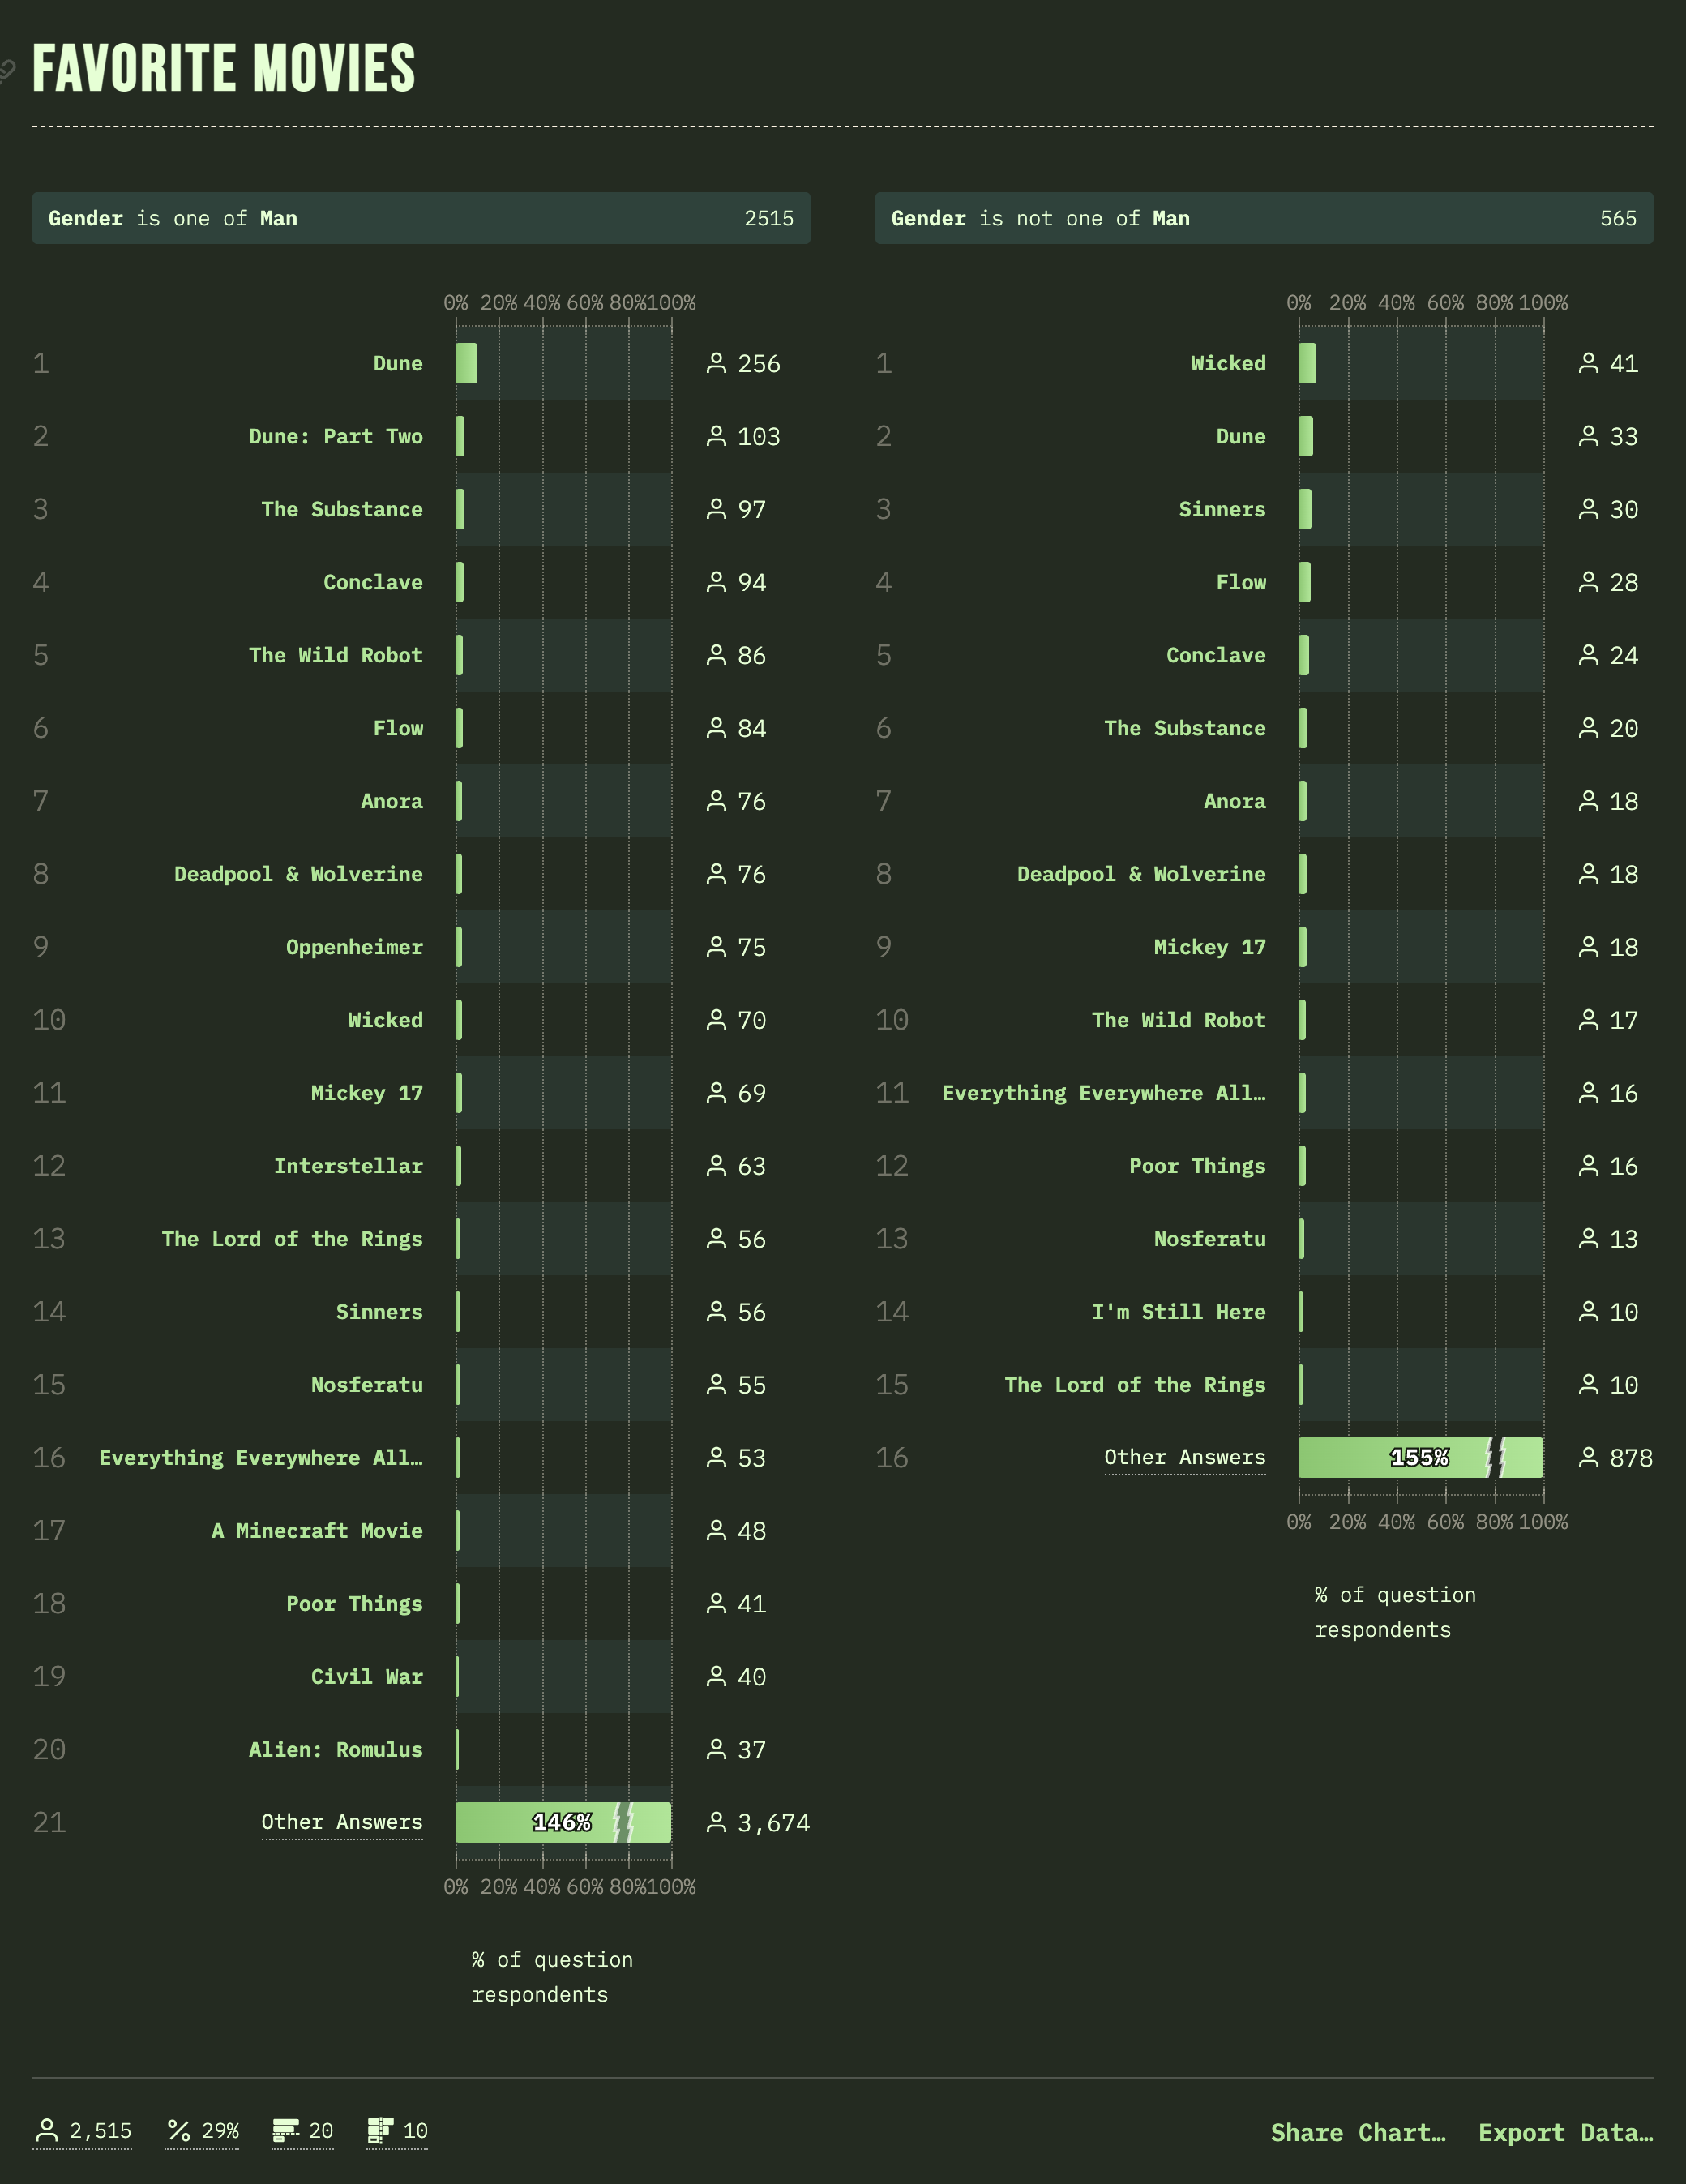 FAVORITE MOVIES
Gender is one of Man 2515
0% 20% 40% 60% 80% 100%
1 Dune 256
2 Dune: Part Two 103
3 The Substance 97
4 Conclave 94
5 The Wild Robot 86
6 Flow 84
7 Anora 76
8 Deadpool & Wolverine 76
9 Oppenheimer 75
10 Wicked 70
11 Mickey 17 69
12 Interstellar 63
13 The Lord of the Rings 56
14 Sinners 56
15 Nosferatu 55
16 Everything Everywhere All… 53
17 A Minecraft Movie 48
18 Poor Things 41
19 Civil War 40
20 Alien: Romulus 37
21 Other Answers 146% 3,674
0% 20% 40% 60% 80% 100%
% of question
respondents
Gender is not one of Man 565
0% 20% 40% 60% 80% 100%
1 Wicked 41
2 Dune 33
3 Sinners 30
4 Flow 28
5 Conclave 24
6 The Substance 20
7 Anora 18
8 Deadpool & Wolverine 18
9 Mickey 17 18
10 The Wild Robot 17
11 Everything Everywhere All… 16
12 Poor Things 16
13 Nosferatu 13
14 I'm Still Here 10
15 The Lord of the Rings 10
16 Other Answers 155% 878
0% 20% 40% 60% 80% 100%
% of question
respondents
2,515 29% 20 10 Share Chart… Export Data…